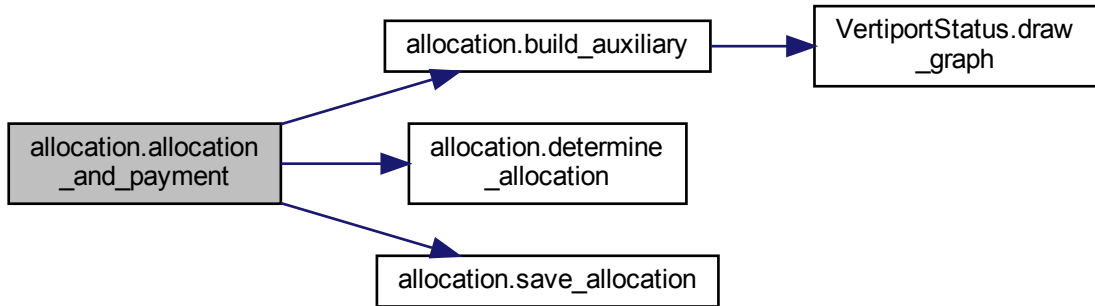 allocation.allocation
_and_payment
allocation.build_auxiliary
VertiportStatus.draw
_graph
allocation.determine
_allocation
allocation.save_allocation